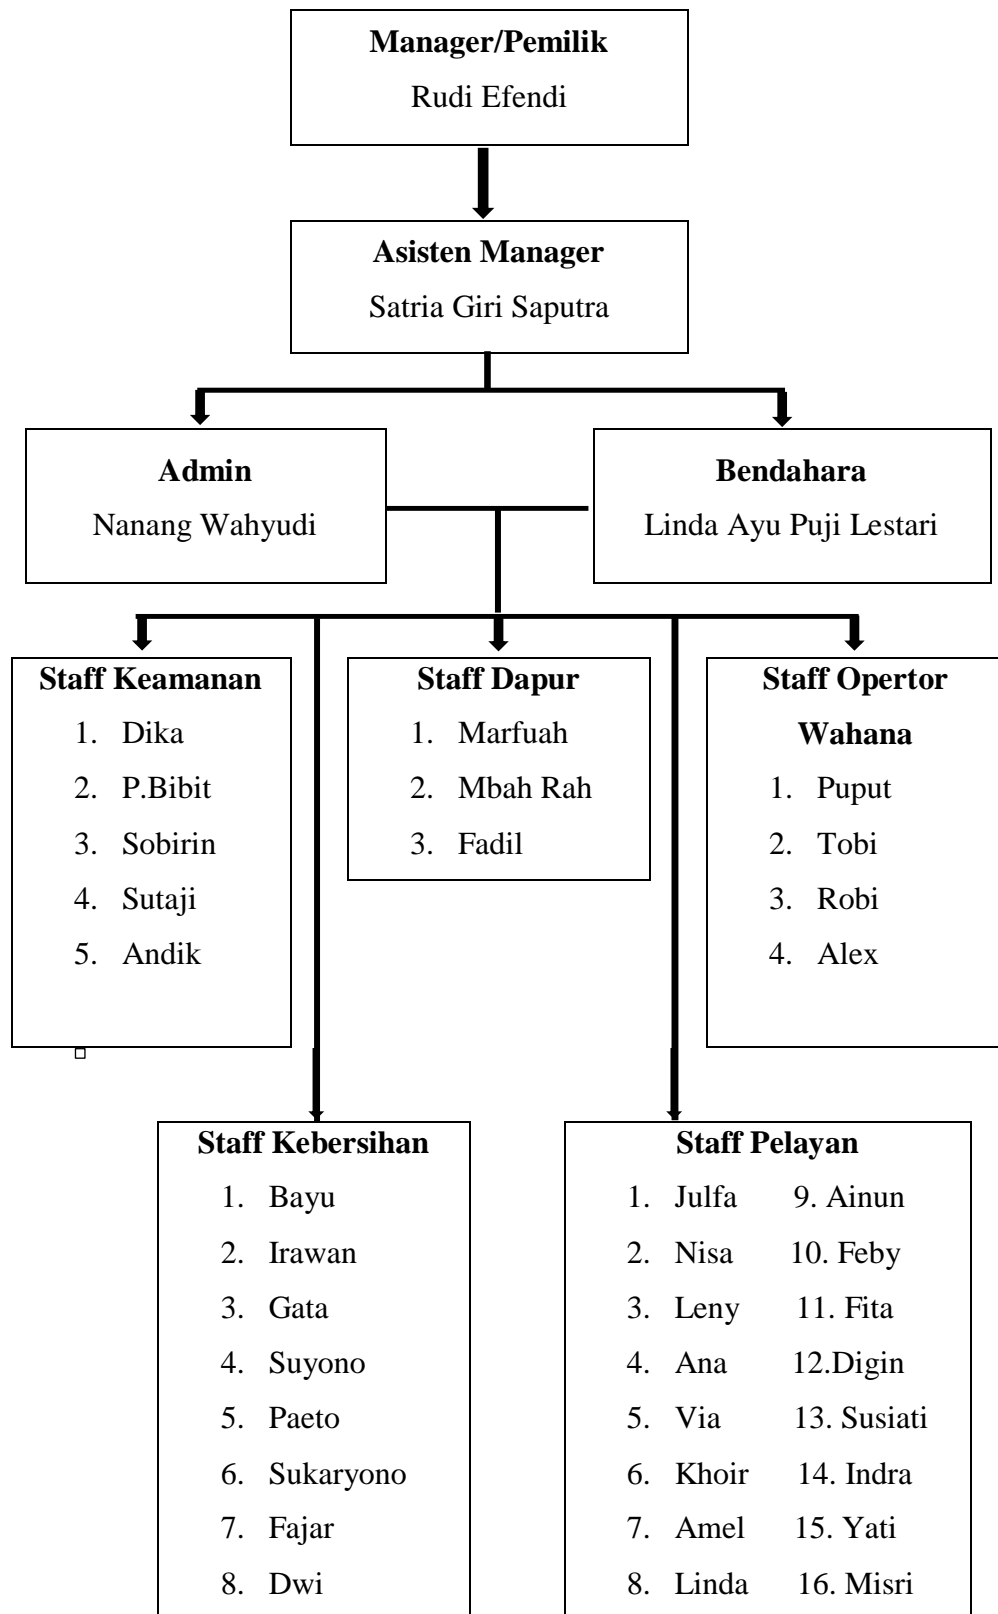 Manager/Pemilik
Rudi Efendi
Asisten Manager
Satria Giri Saputra
Admin
Nanang Wahyudi
Bendahara
Linda Ayu Puji Lestari
Staff Keamanan
1. Dika
2. P.Bibit
3. Sobirin
4. Sutaji
5. Andik
Staff Dapur
1. Marfuah
2. Mbah Rah
3. Fadil
Staff Opertor
Wahana
1. Puput
2. Tobi
3. Robi
4. Alex
Staff Kebersihan
1. Bayu
2. Irawan
3. Gata
4. Suyono
5. Paeto
6. Sukaryono
7. Fajar
8. Dwi
Staff Pelayan
1. Julfa 9. Ainun
2. Nisa 10. Feby
3. Leny 11. Fita
4. Ana 12.Digin
5. Via 13. Susiati
6. Khoir 14. Indra
7. Amel 15. Yati
8. Linda 16. Misri